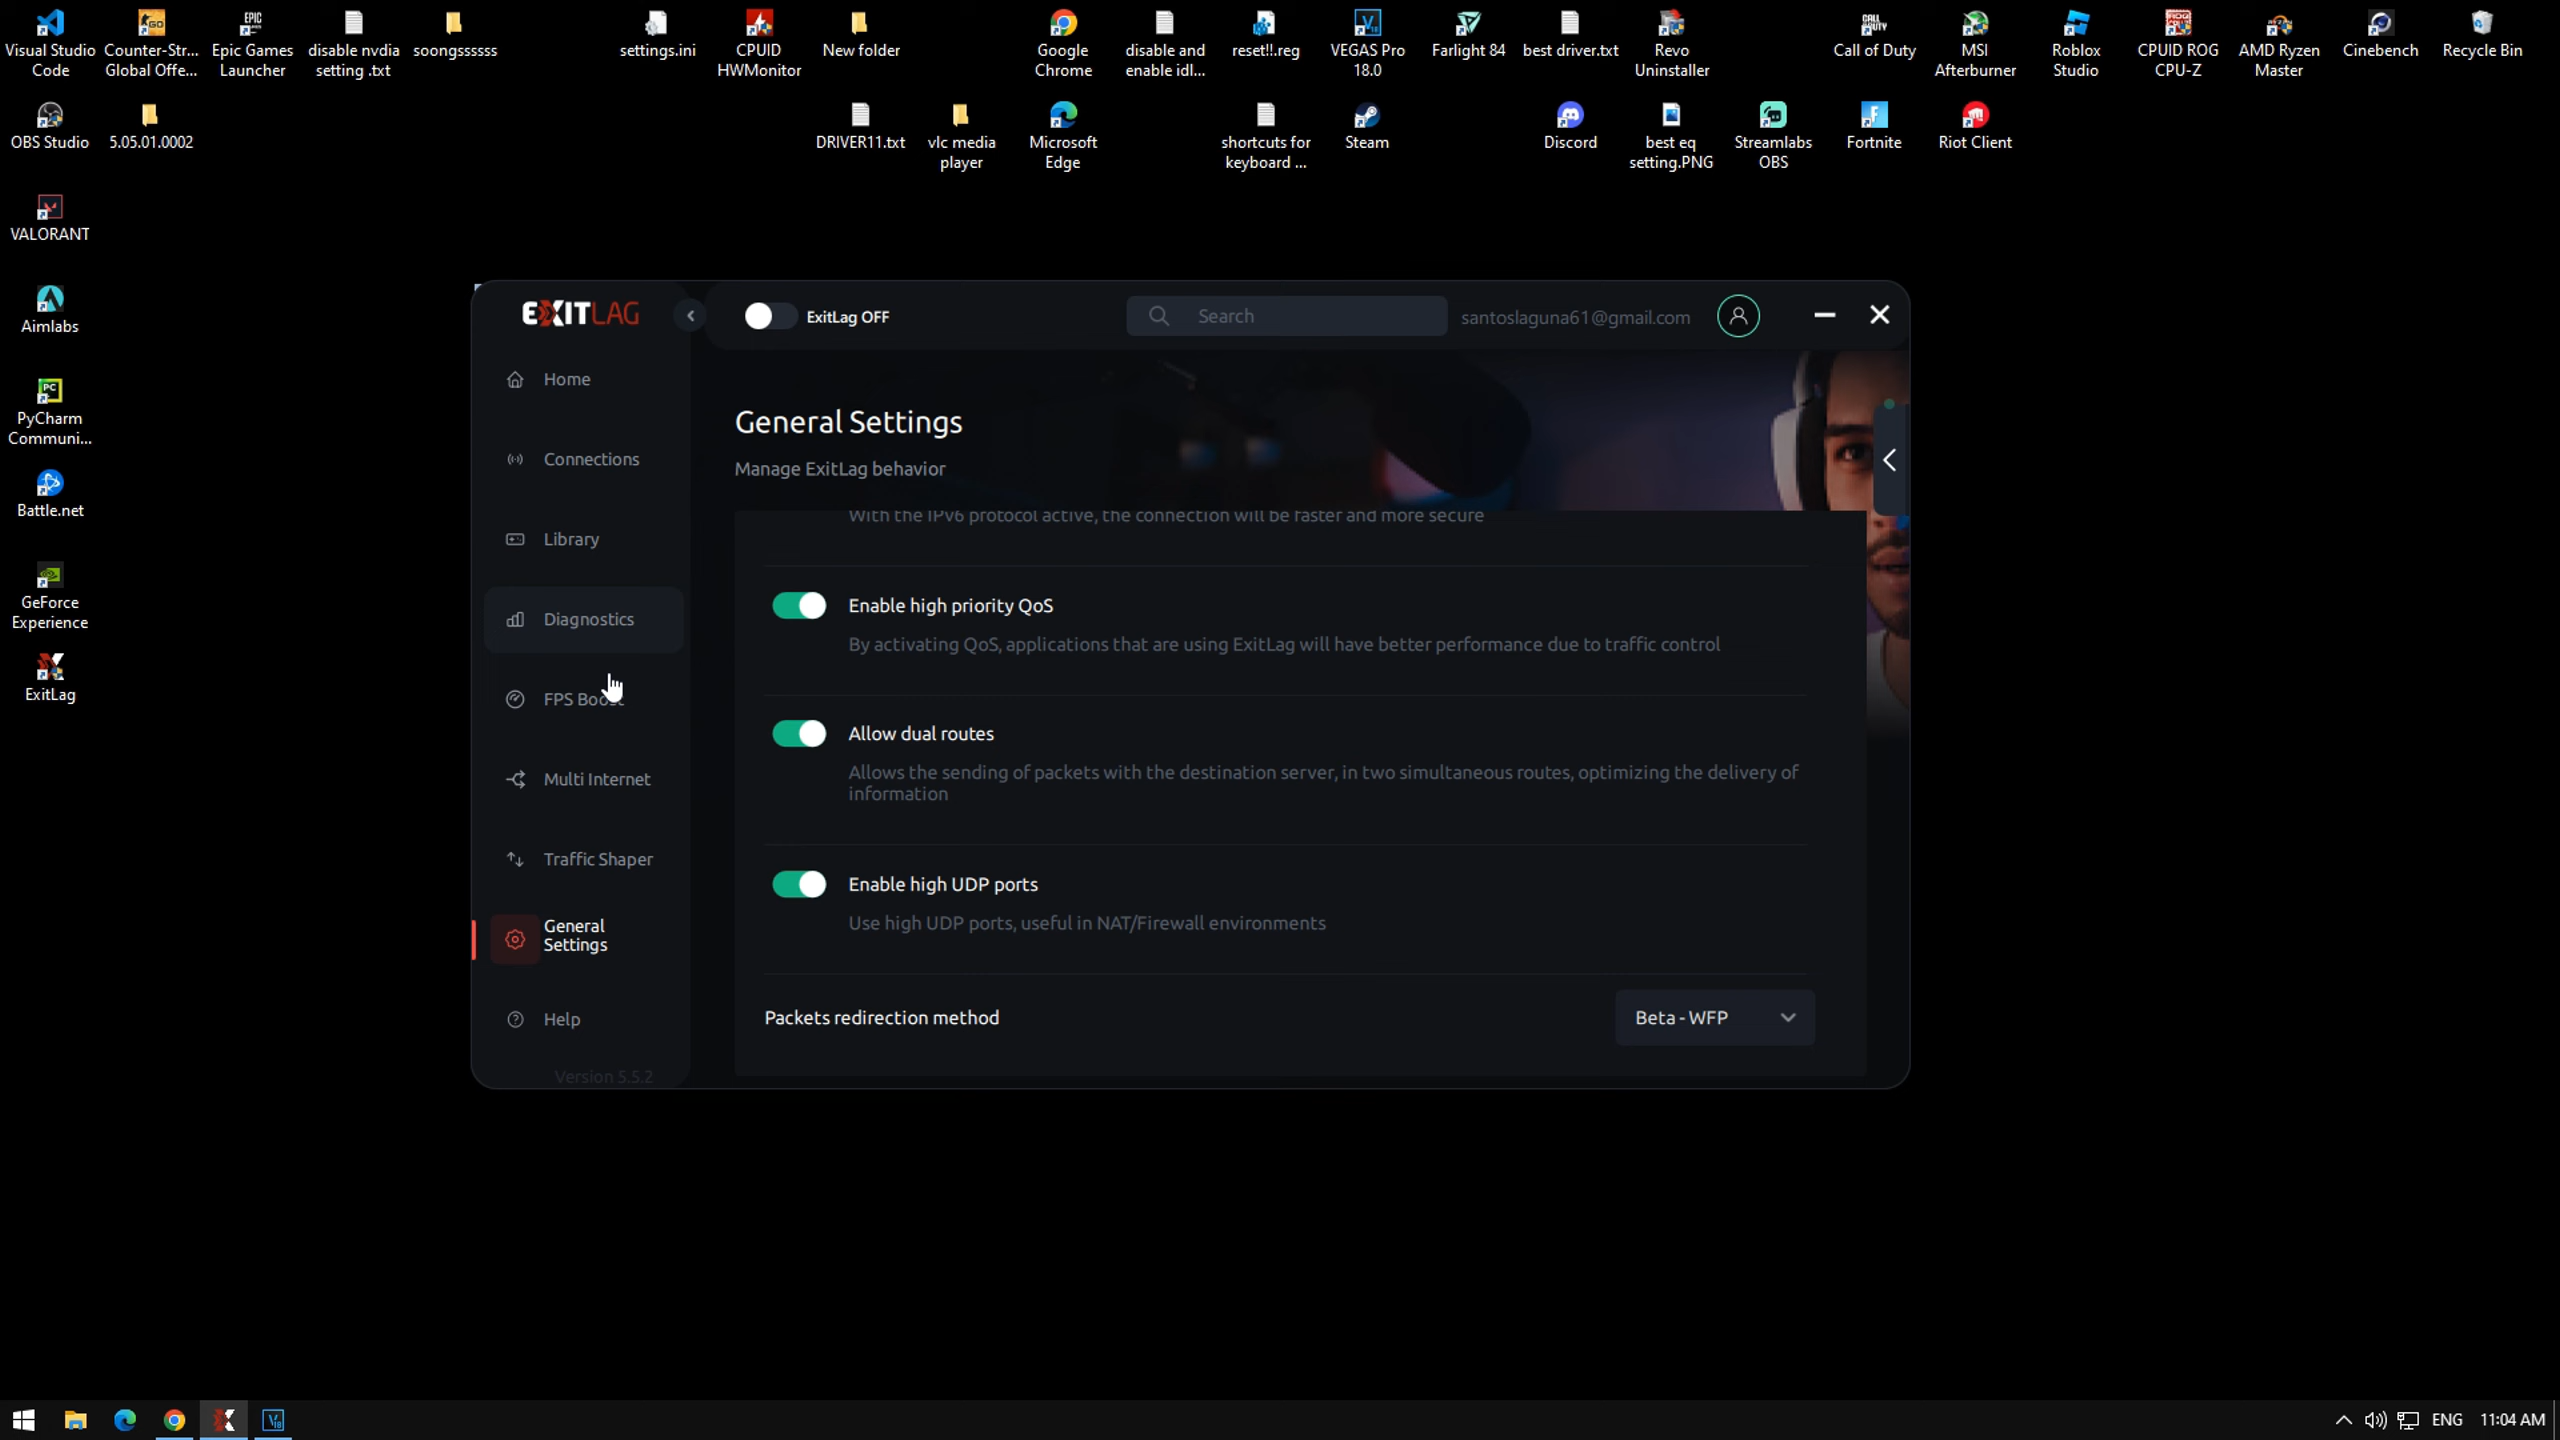 Visual Studio
Code
Counter-Str...
Global Offe...
Epic Games
Launcher
disable nvdia
setting .txt
soongssssss
settings.ini
CPUID
HWMonitor
New folder
Google
Chrome
disable and
enable idl...
reset!!.reg
VEGAS Pro
18.0
Farlight 84
best driver.txt
Revo
Uninstaller
Call of Duty
MSI
Afterburner
Roblox
Studio
CPUID ROG
CPU-Z
AMD Ryzen
Master
Cinebench
Recycle Bin
OBS Studio
5.05.01.0002
DRIVER11.txt
vlc media
player
Microsoft
Edge
shortcuts for
keyboard ...
Steam
Discord
best eq
setting.PNG
Streamlabs
OBS
Fortnite
Riot Client
VALORANT
Aimlabs
PyCharm
Communi...
Battle.net
GeForce
Experience
ExitLag
EXITLAG
ExitLag OFF
Search
santoslaguna61@gmail.com
Home
Connections
Library
Diagnostics
FPS Boost
Multi Internet
Traffic Shaper
General
Settings
Help
Version 5.5.2
General Settings
Manage ExitLag behavior
With the IPv6 protocol active, the connection will be faster and more secure
Enable high priority QoS
By activating QoS, applications that are using ExitLag will have better performance due to traffic control
Allow dual routes
Allows the sending of packets with the destination server, in two simultaneous routes, optimizing the delivery of
information
Enable high UDP ports
Use high UDP ports, useful in NAT/Firewall environments
Packets redirection method
Beta - WFP
ENG
11:04 AM